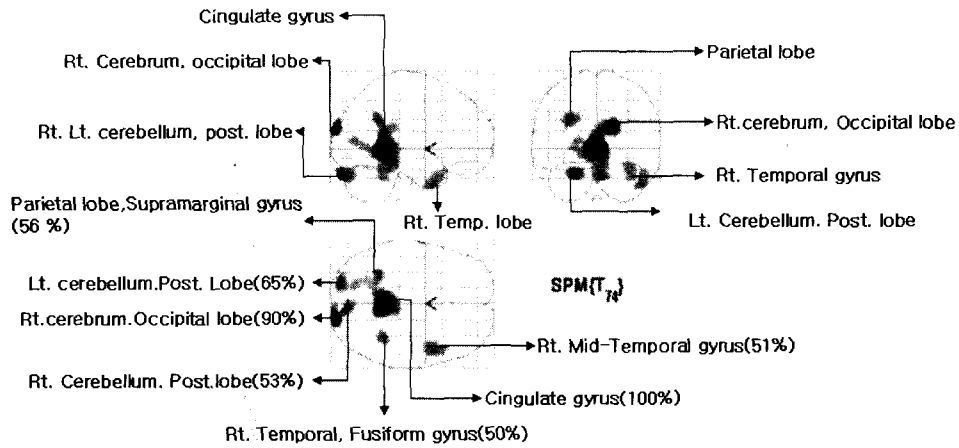 Cingulate gyrus
Rt. Cerebrum. occipital lobe
Parietal lobe
Rt. Lt. cerebellum, post. lobe
Rt.cerebrum, Occipital lobe
Rt. Temporal gyrus
Parietal lobe,Supramarginal gyrus
(56 %)
Rt. Temp. lobe
Lt. Cerebellum. Post. lobe
Lt. cerebellum.Post. Lobe(65%)
SPM{T74}
Rt.cerebrum.Occipital lobe(90%)
Rt. Mid-Temporal gyrus(51%)
Rt. Cerebellum. Post.lobe(53%)
Cingulate gyrus(100%)
Rt. Temporal, Fusiform gyrus(50%)